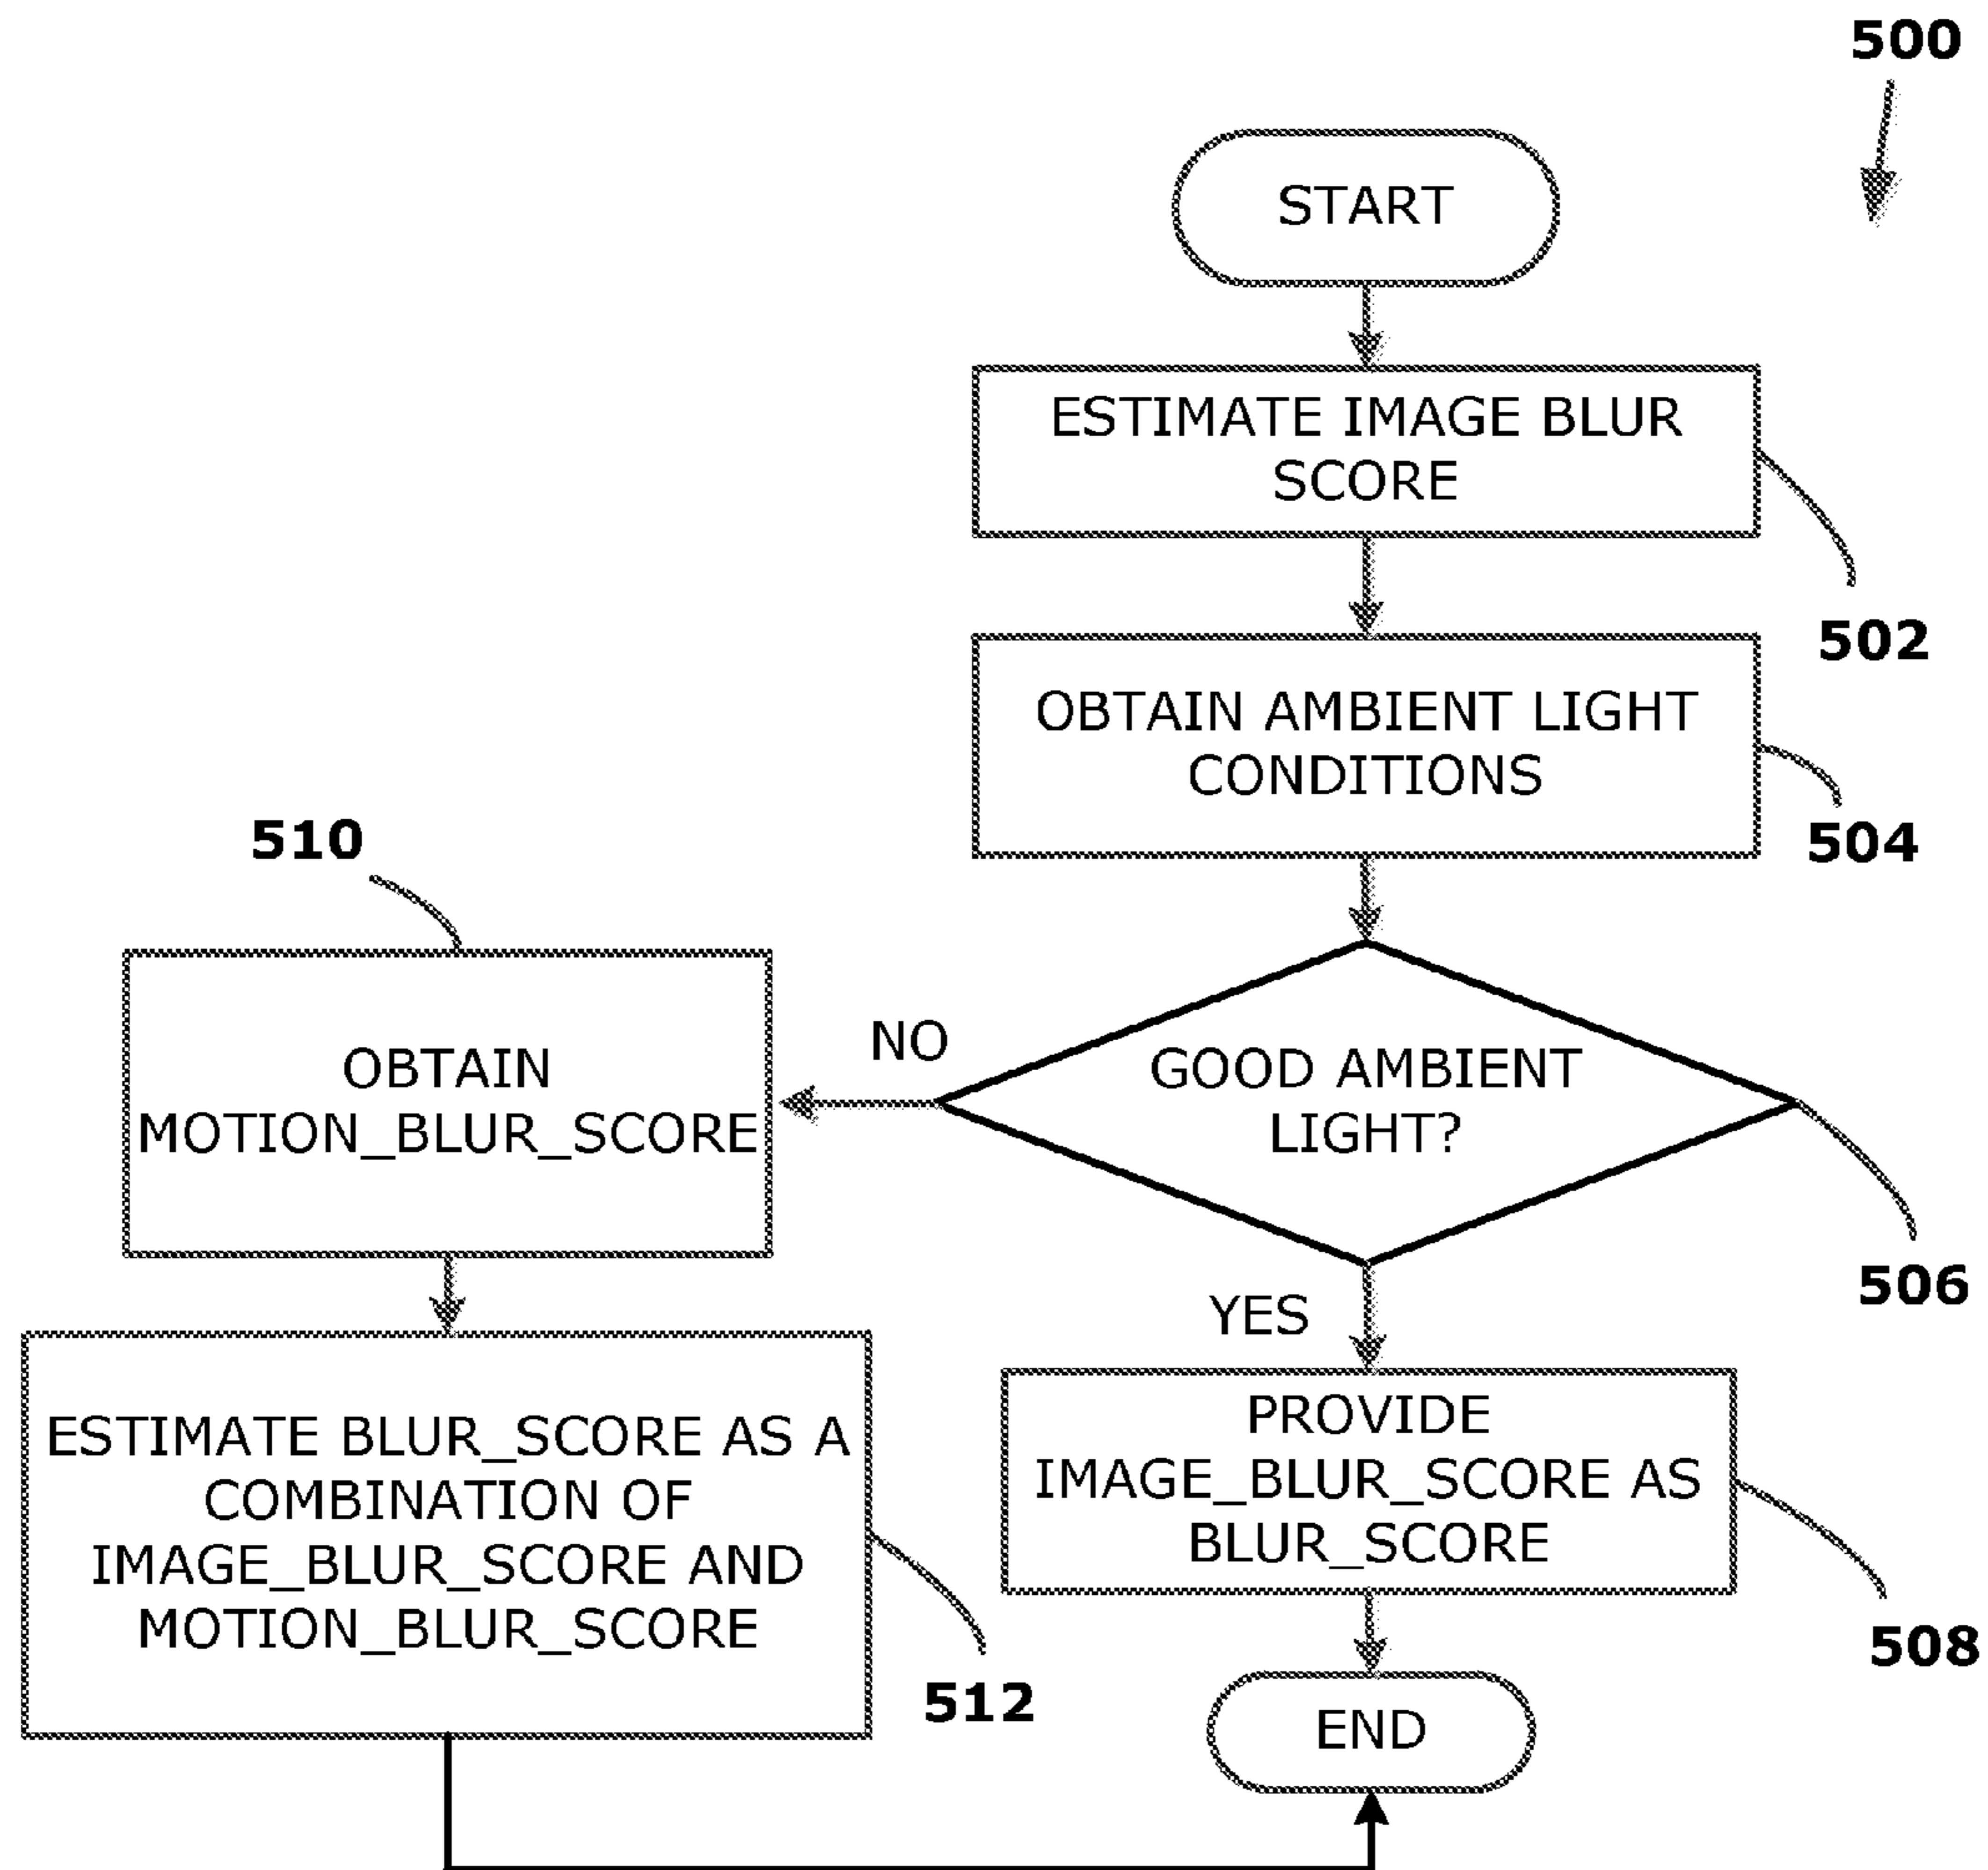 500
START
ESTIMATE IMAGE BLUR
SCORE
502
OBTAIN AMBIENT LIGHT
CONDITIONS
504
510
OBTAIN
MOTION_BLUR_SCORE
NO
GOOD AMBIENT
LIGHT?
506
YES
ESTIMATE BLUR_SCORE AS A
COMBINATION OF
IMAGE_BLUR_SCORE AND
MOTION_BLUR_SCORE
512
PROVIDE
IMAGE_BLUR_SCORE AS
BLUR_SCORE
508
END